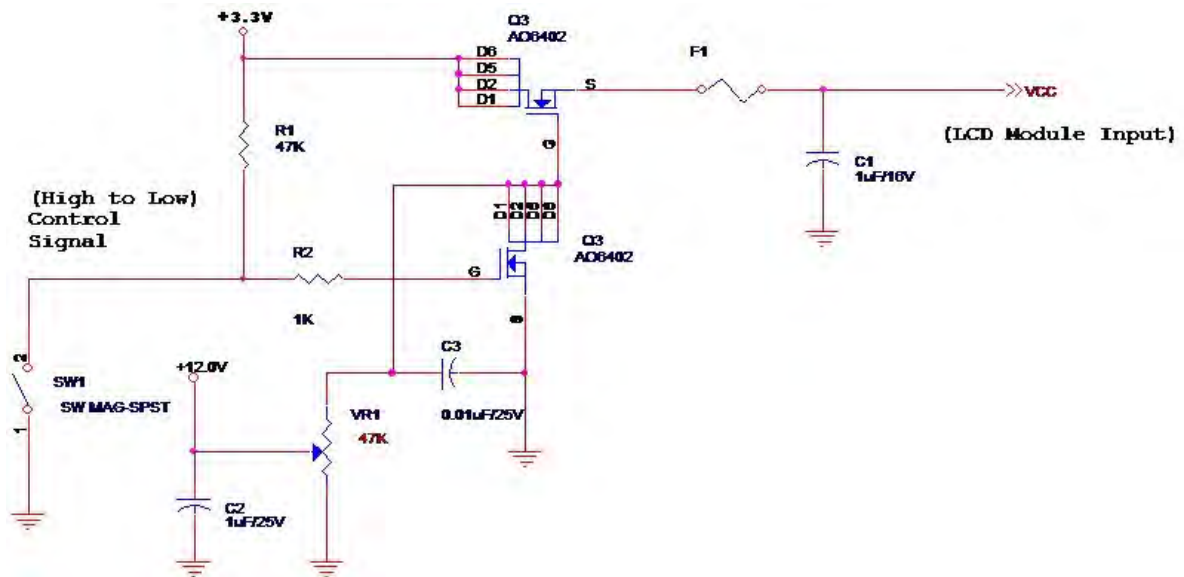 +3.3V
Q3
AO6402
D6
D5
D2
D1
S
G
F1
VCC
(LCD Module Input)
C1
1uF/16V
R1
47K
(High to Low)
Control
Signal
R2
1K
G
D1
D2
Q3
AO6402
2
1
SW1
SW MAG-SPST
+12.0V
C3
0.01uF/25V
VR1
47K
C2
1uF/25V